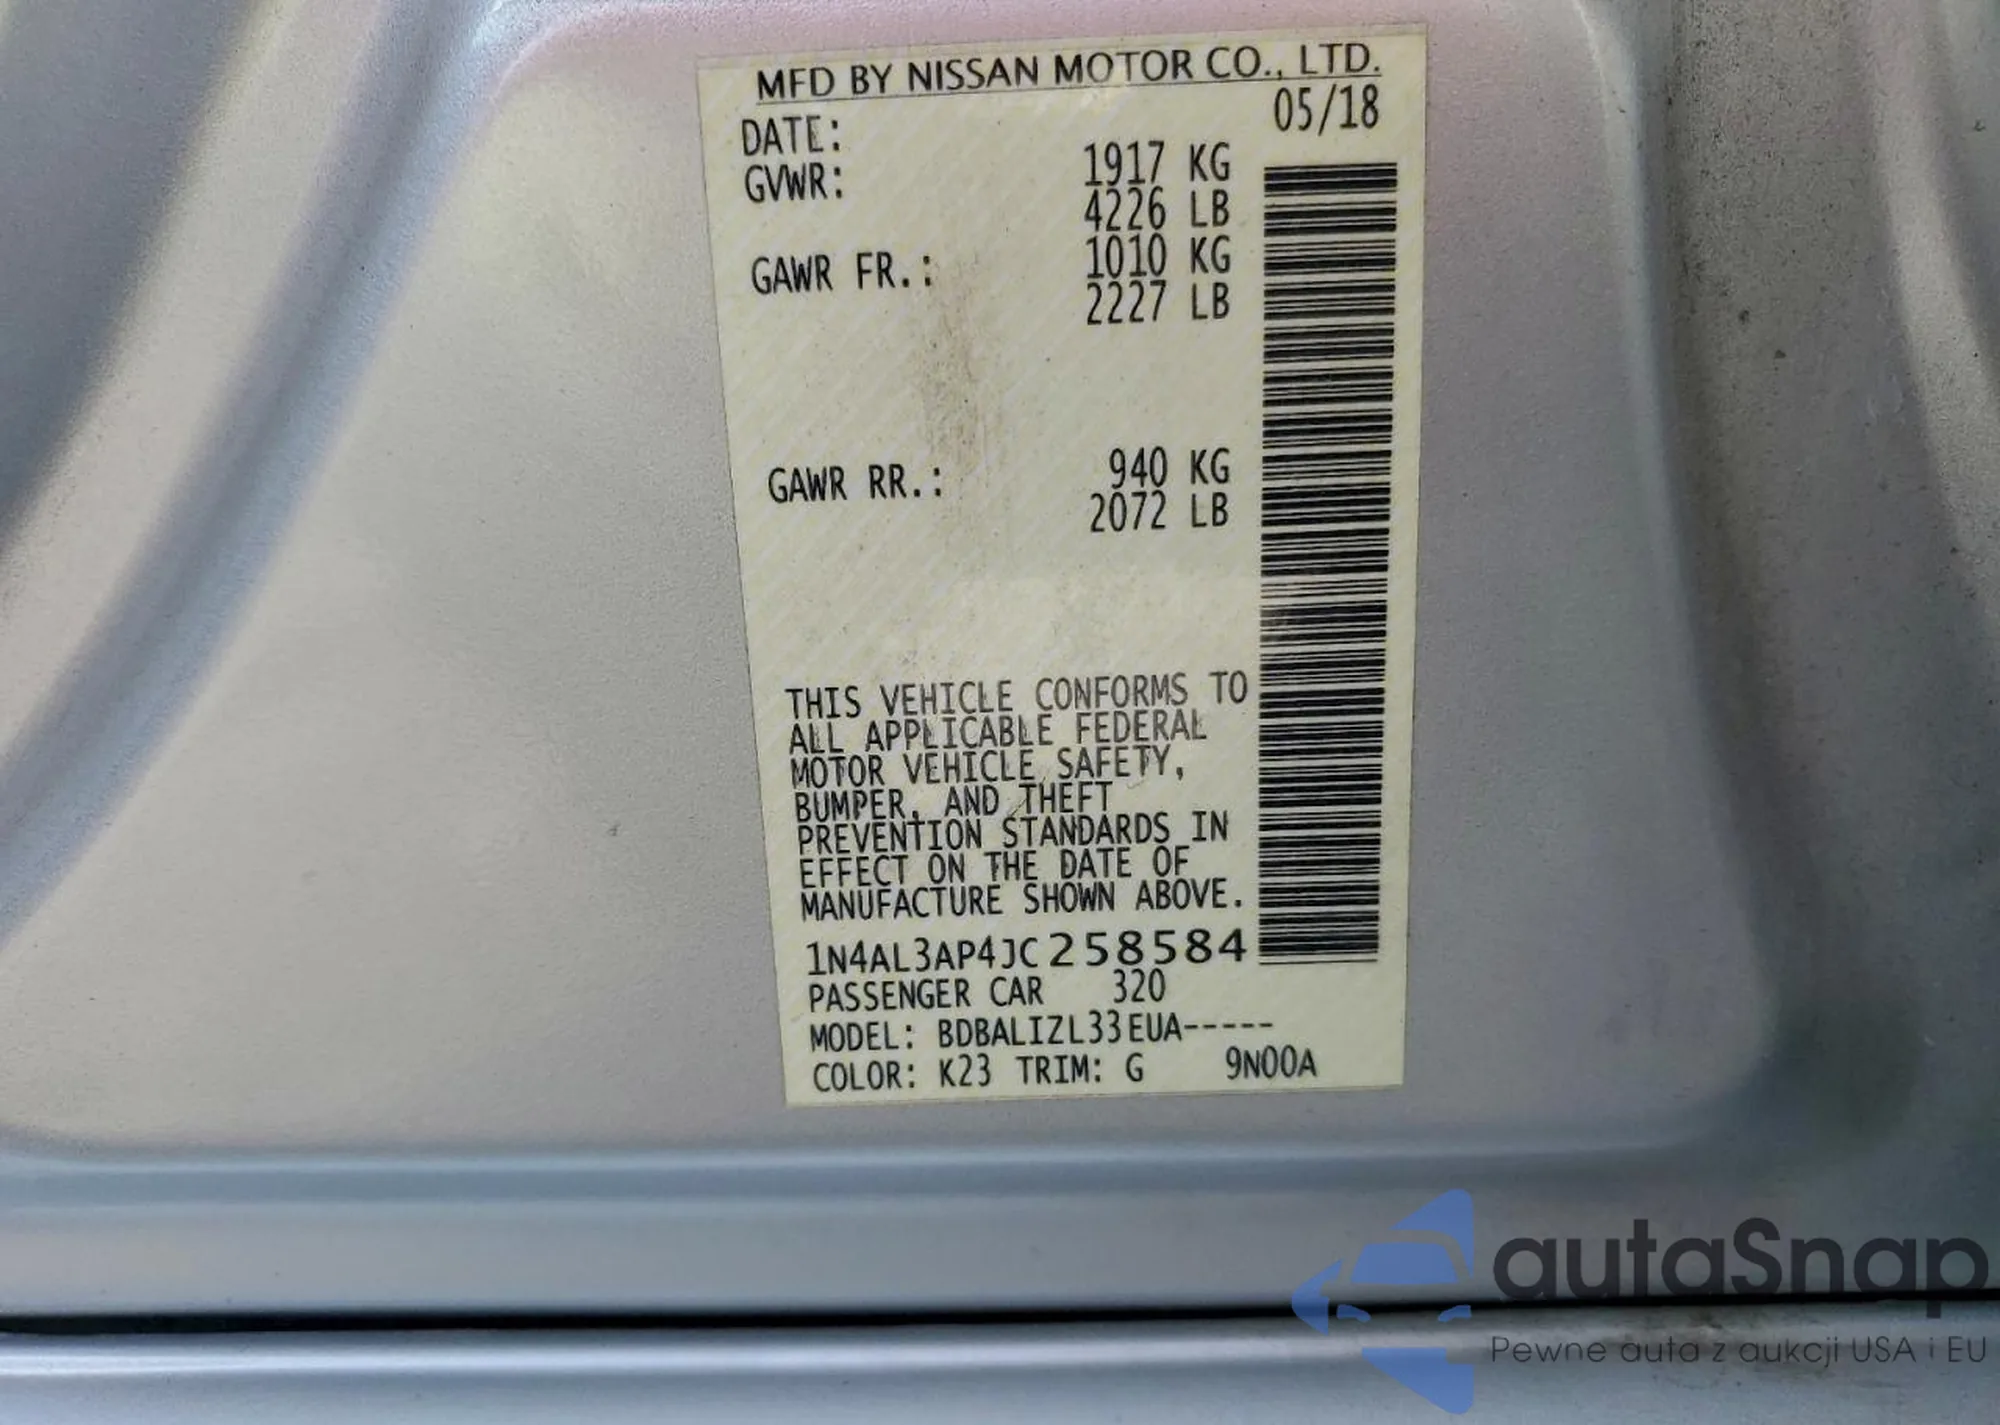 MFD BY NISSAN MOTOR CO., LTD.
DATE: 05/18
GVWR: 1917 KG
4226 LB
GAWR FR.: 1010 KG
2227 LB
GAWR RR.: 940 KG
2072 LB
THIS VEHICLE CONFORMS TO
ALL APPLICABLE FEDERAL
MOTOR VEHICLE SAFETY,
BUMPER, AND THEFT
PREVENTION STANDARDS IN
EFFECT ON THE DATE OF
MANUFACTURE SHOWN ABOVE.
1N4AL3AP4JC258584
PASSENGER CAR 320
MODEL: BDBALIZL33EUA-----
COLOR: K23 TRIM: G 9N00A
autaSnap
Pewne auta z aukcji USA i EU